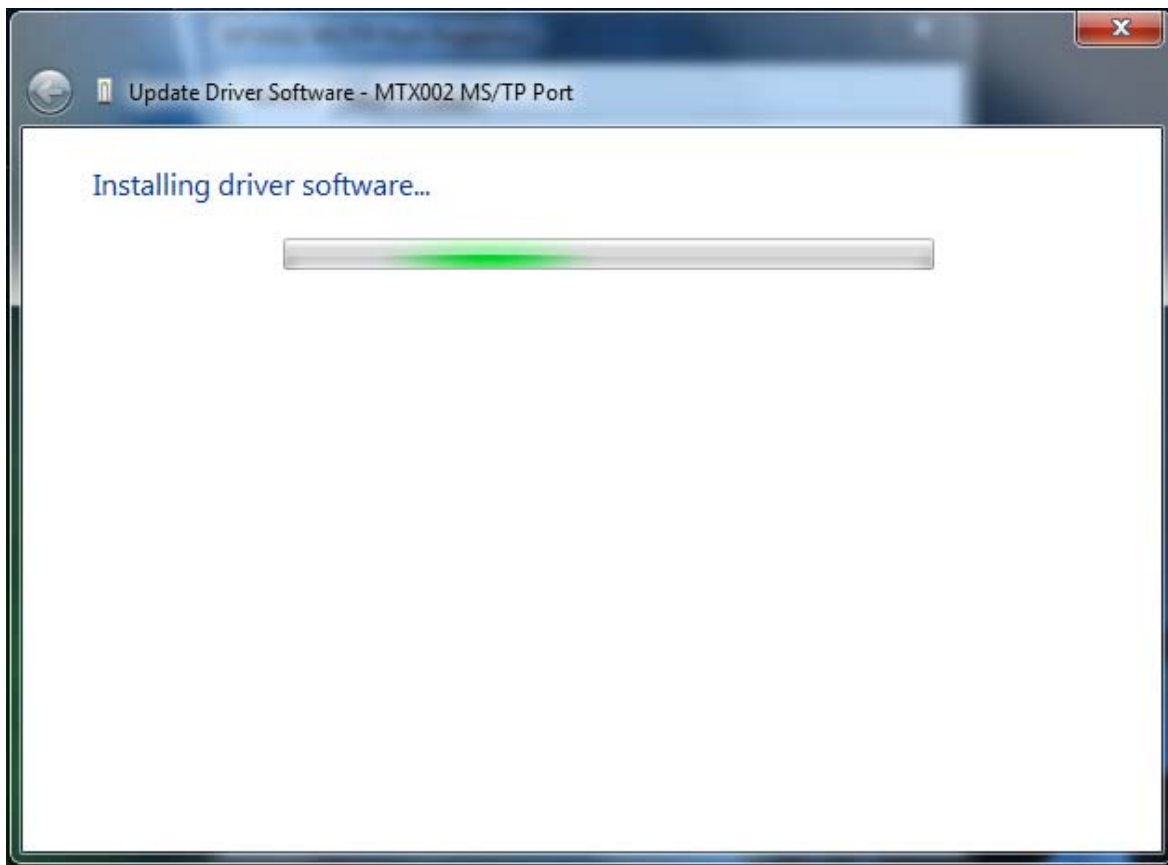 Update Driver Software - MTX002 MS/TP Port
Installing driver software...